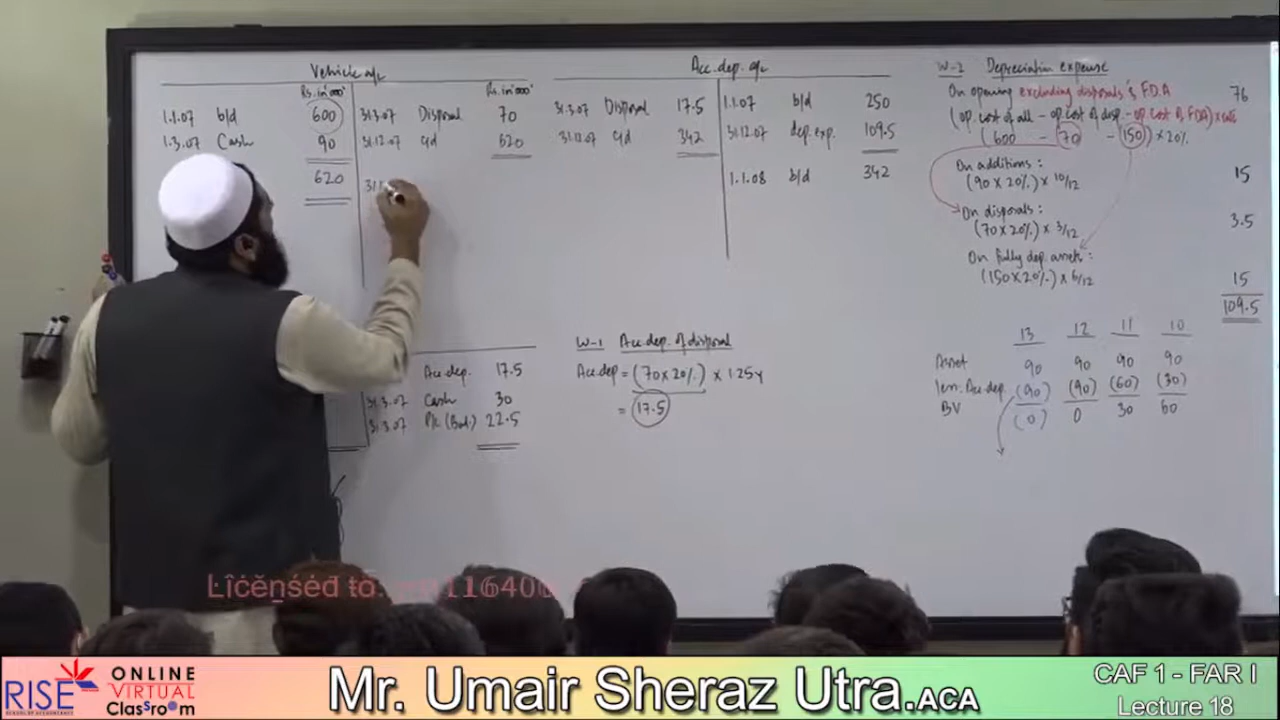 Vehicle a/c
Rs. in '000'
Rs. in '000'
1.1.07 b/d 600 31.3.07 Disposal 70
1.3.07 Cash 90 31.12.07 c/d 620
620
Acc. dep. a/c
31.3.07 Disposal 17.5 1.1.07 b/d 250
31.12.07 c/d 342 31.12.07 dep. exp. 109.5
1.1.08 b/d 342
W-2 Depreciation expense
On opening excluding disposals & F.D.A 76
(op. cost of all - op. cost of disp. - op. cost of F.D.A) x rate
(600 - 70 - 150) x 20%
On additions:
(90 x 20%) x 10/12 15
On disposals:
(70 x 20%) x 3/12 3.5
On fully dep. assets:
(150 x 20%) x 6/12 15
109.5
Acc. dep. 17.5
31.3.07 Cash 30
31.3.07 P/L (Bal.) 22.5
W-1 Acc. dep. of disposal
Acc. dep = (70 x 20%) x 1.25y
= 17.5
13 12 11 10
Asset 90 90 90 90
Less: Acc. dep. (90) (90) (60) (30)
BV (0) 0 30 60
RISE
ONLINE
VIRTUAL
Classroom
Mr. Umair Sheraz Utra.ACA
CAF 1 - FAR I
Lecture 18